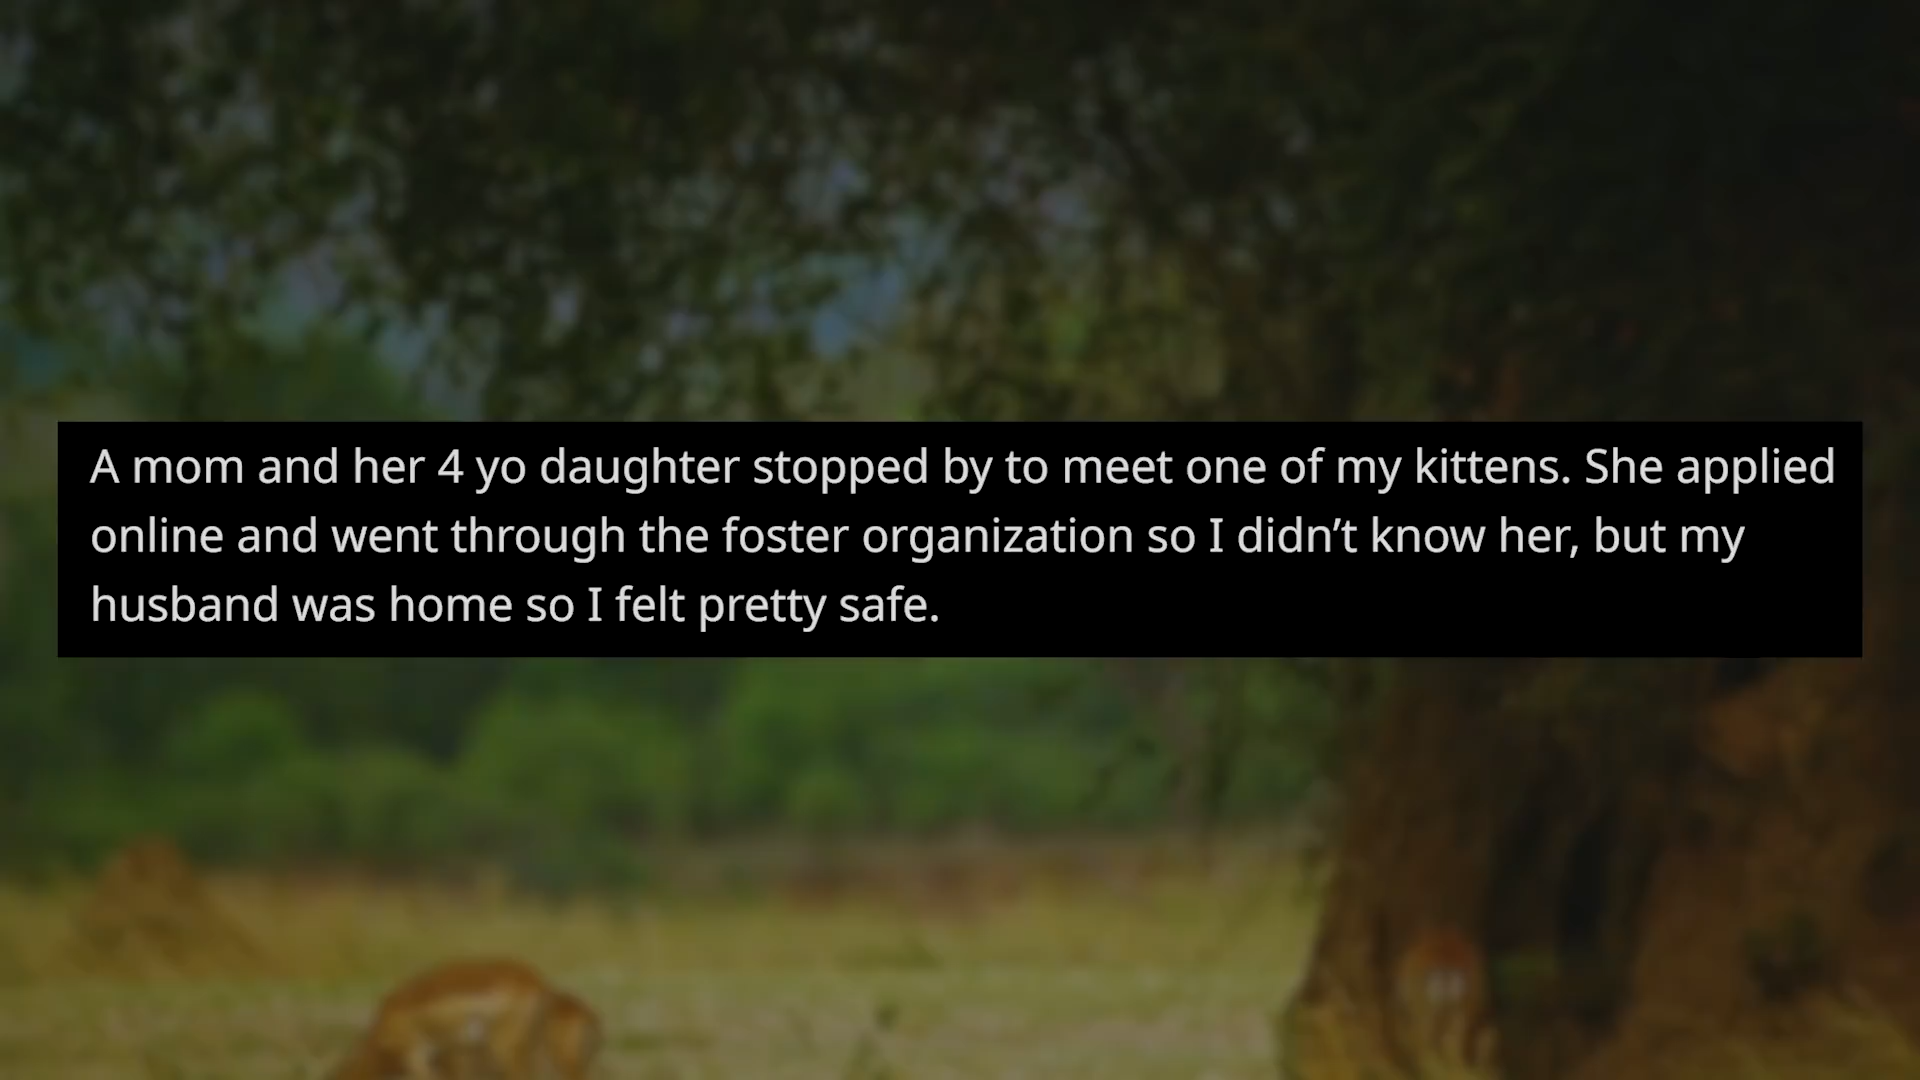 A mom and her 4 yo daughter stopped by to meet one of my kittens. She applied
online and went through the foster organization so I didn’t know her, but my
husband was home so I felt pretty safe.